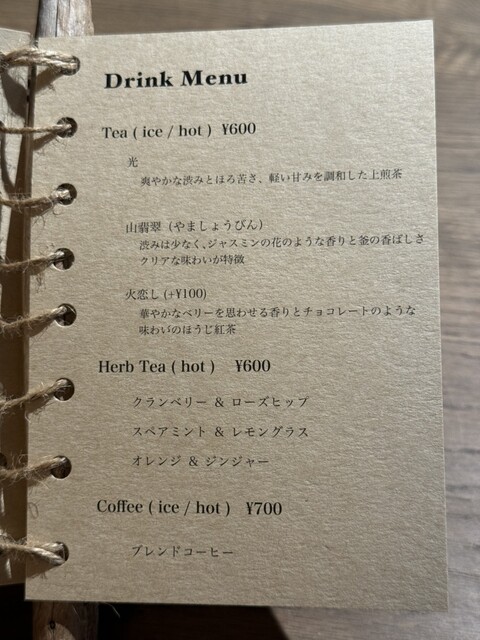 Drink Menu
Tea ( ice / hot ) ¥600
光
爽やかな渋みとほろ苦さ、軽い甘みを調和した上煎茶
山翡翠（やましょうびん）
渋みは少なく、ジャスミンの花のような香りと釜の香ばしさ
クリアな味わいが特徴
火恋し (+¥100)
華やかなベリーを思わせる香りとチョコレートのような
味わいのほうじ紅茶
Herb Tea ( hot ) ¥600
クランベリー & ローズヒップ
スペアミント & レモングラス
オレンジ & ジンジャー
Coffee ( ice / hot ) ¥700
ブレンドコーヒー